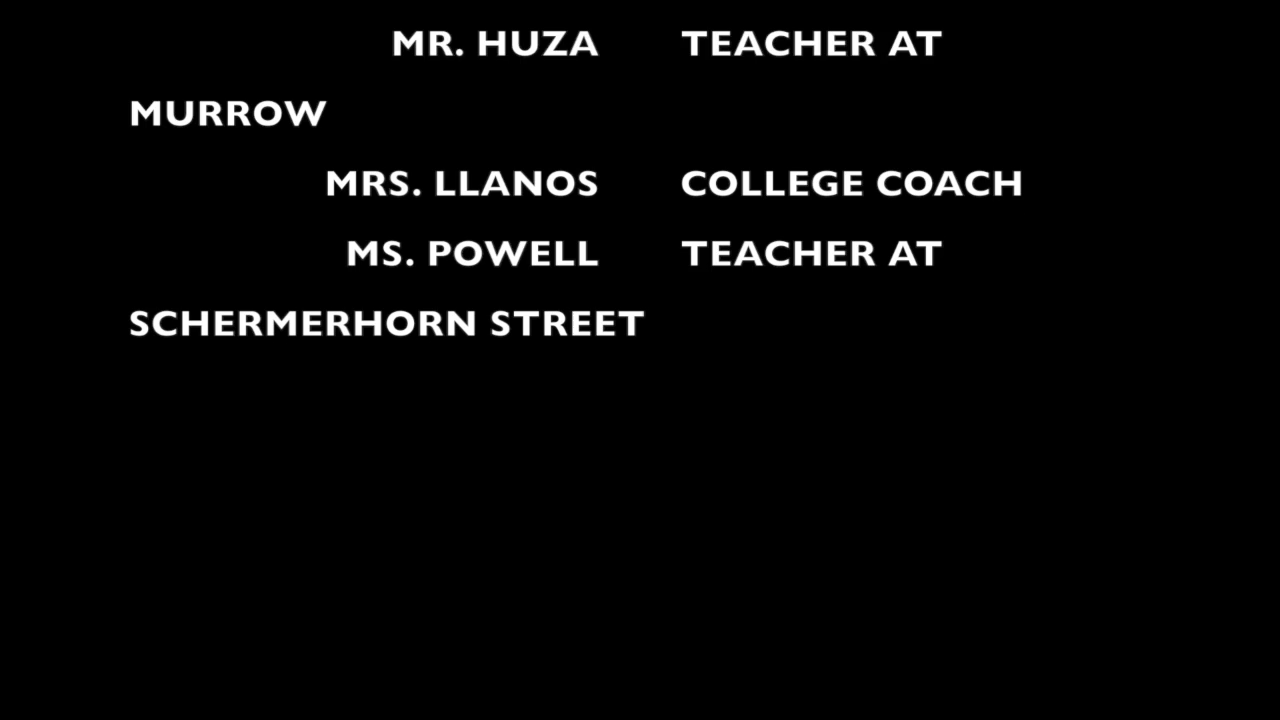 MR. HUZA TEACHER AT
MURROW
MRS. LLANOS COLLEGE COACH
MS. POWELL TEACHER AT
SCHERMERHORN STREET